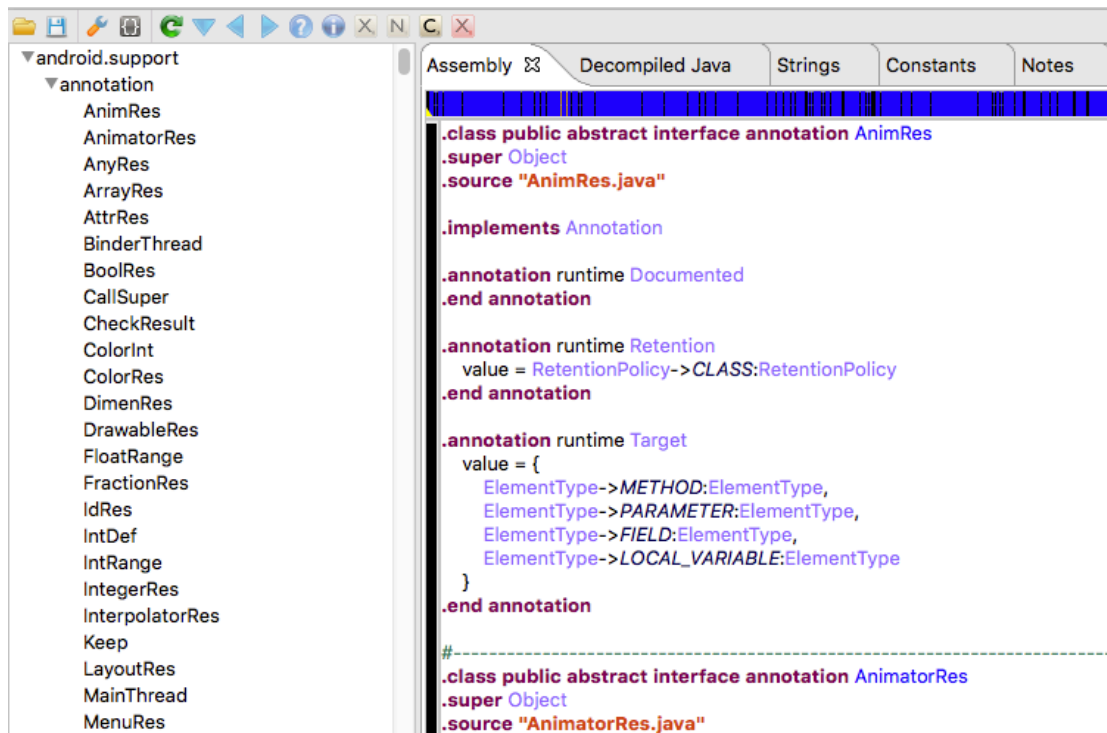 X N C, X
android.support
annotation
AnimRes
AnimatorRes
AnyRes
ArrayRes
AttrRes
BinderThread
BoolRes
CallSuper
CheckResult
ColorInt
ColorRes
DimenRes
DrawableRes
FloatRange
FractionRes
IdRes
IntDef
IntRange
IntegerRes
InterpolatorRes
Keep
LayoutRes
MainThread
MenuRes
Assembly Decompiled Java Strings Constants Notes
.class public abstract interface annotation AnimRes
.super Object
.source "AnimRes.java"
.implements Annotation
.annotation runtime Documented
.end annotation
.annotation runtime Retention
value = RetentionPolicy->CLASS:RetentionPolicy
.end annotation
.annotation runtime Target
value = {
ElementType->METHOD:ElementType,
ElementType->PARAMETER:ElementType,
ElementType->FIELD:ElementType,
ElementType->LOCAL_VARIABLE:ElementType
}
.end annotation
#------------------------------------------------------------
.class public abstract interface annotation AnimatorRes
.super Object
.source "AnimatorRes.java"